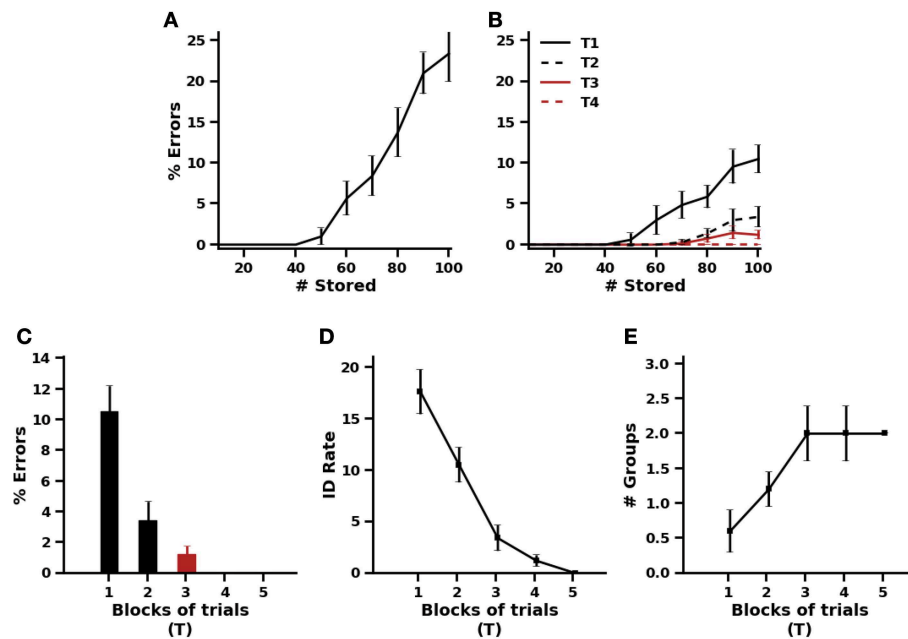 A
B
25
20
15
10
5
0
% Errors
20
40
60
80
100
# Stored
25
20
15
10
5
0
T1
T2
T3
T4
20
40
60
80
100
# Stored
C
D
E
14
12
10
8
6
4
2
0
% Errors
1
2
3
4
5
Blocks of trials
(T)
20
15
10
5
0
ID Rate
1
2
3
4
5
Blocks of trials
(T)
3.0
2.5
2.0
1.5
1.0
0.5
0.0
# Groups
1
2
3
4
5
Blocks of trials
(T)